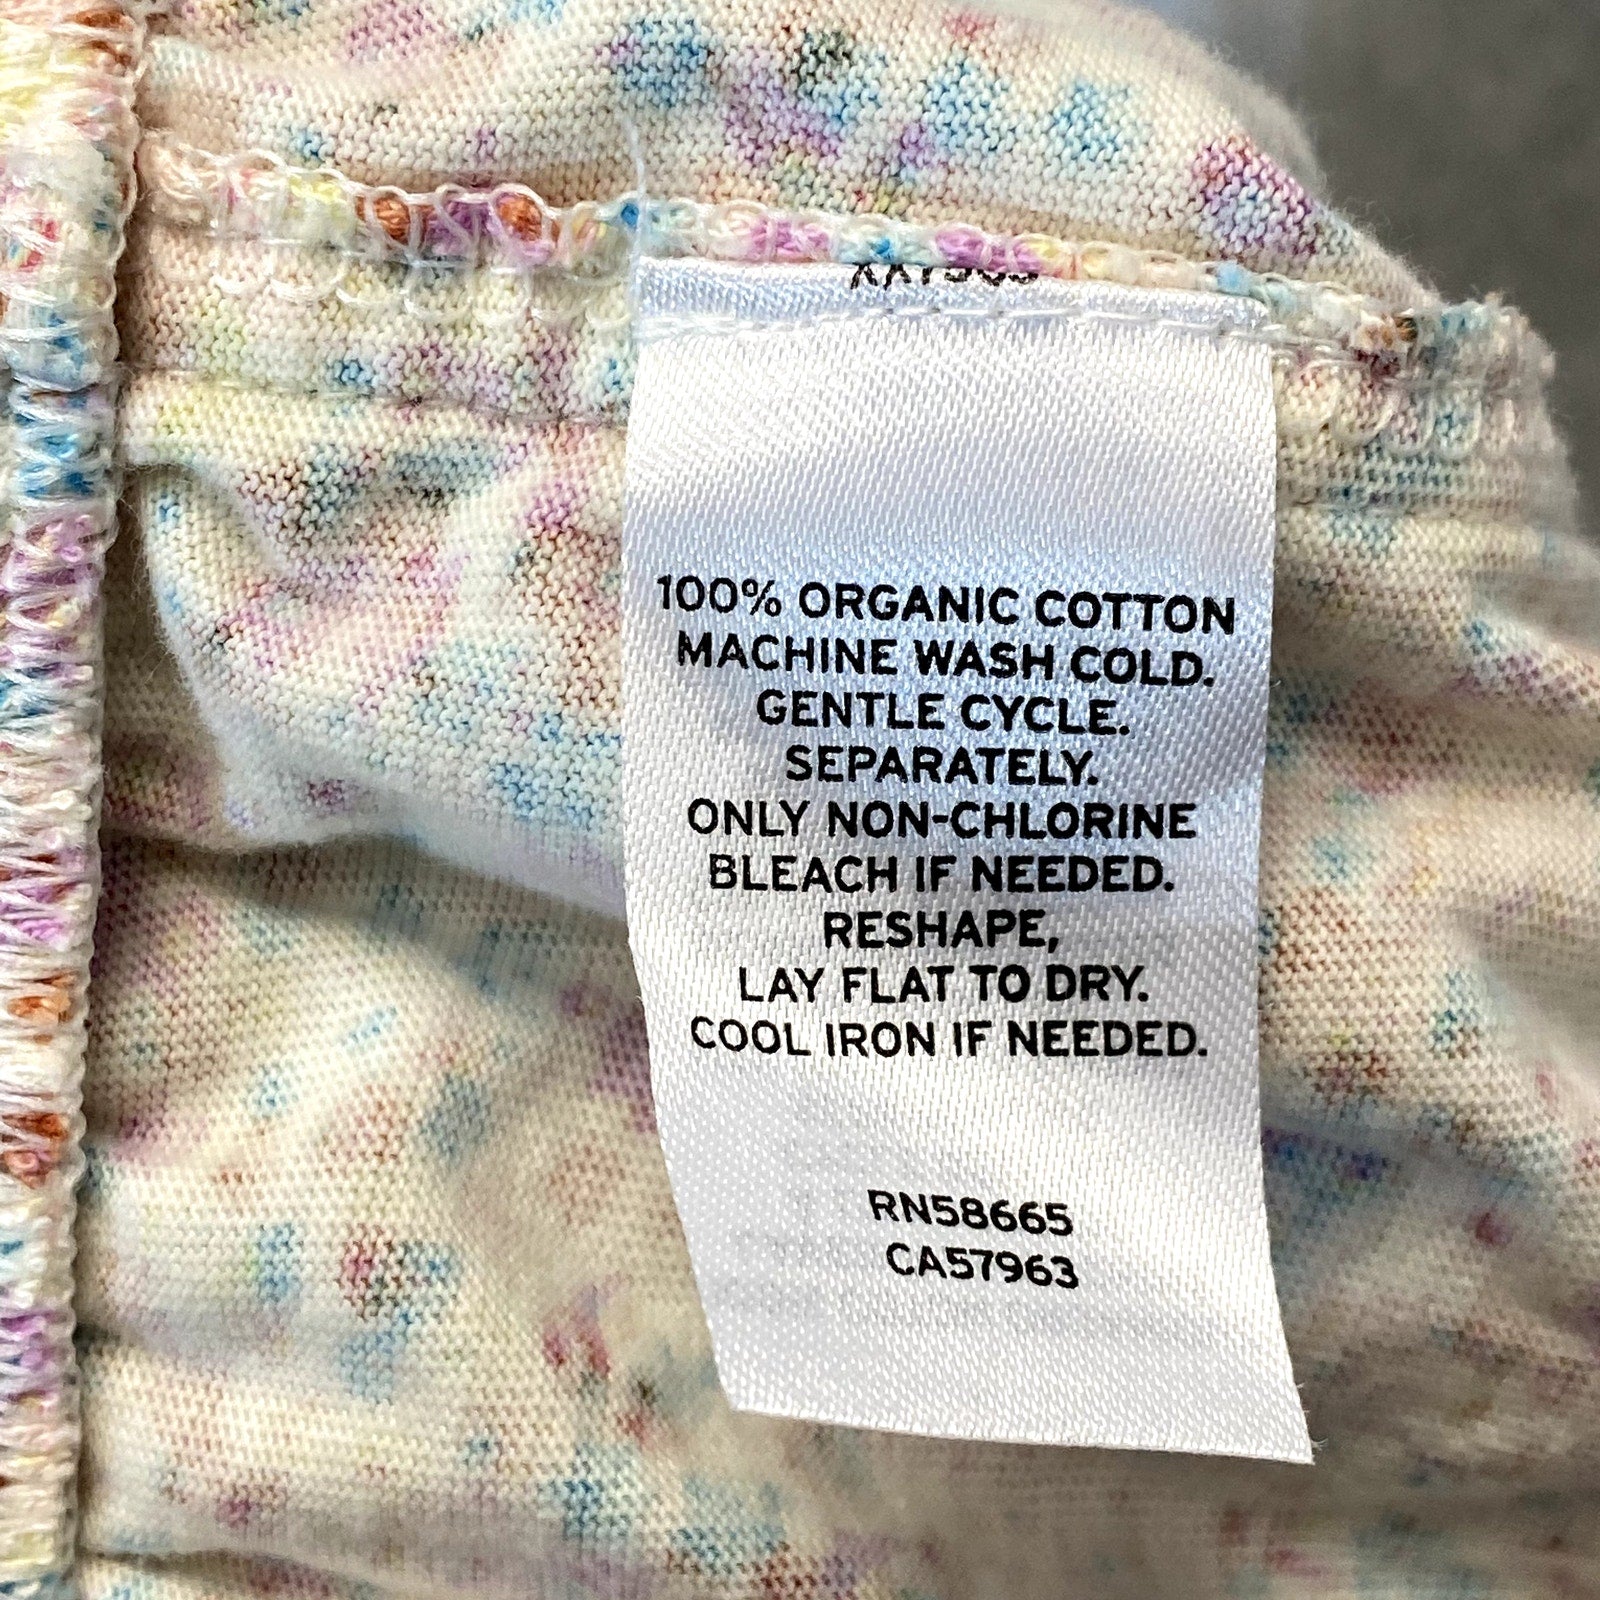 100% ORGANIC COTTON
MACHINE WASH COLD.
GENTLE CYCLE.
SEPARATELY.
ONLY NON-CHLORINE
BLEACH IF NEEDED.
RESHAPE,
LAY FLAT TO DRY.
COOL IRON IF NEEDED.
RN58665
CA57963